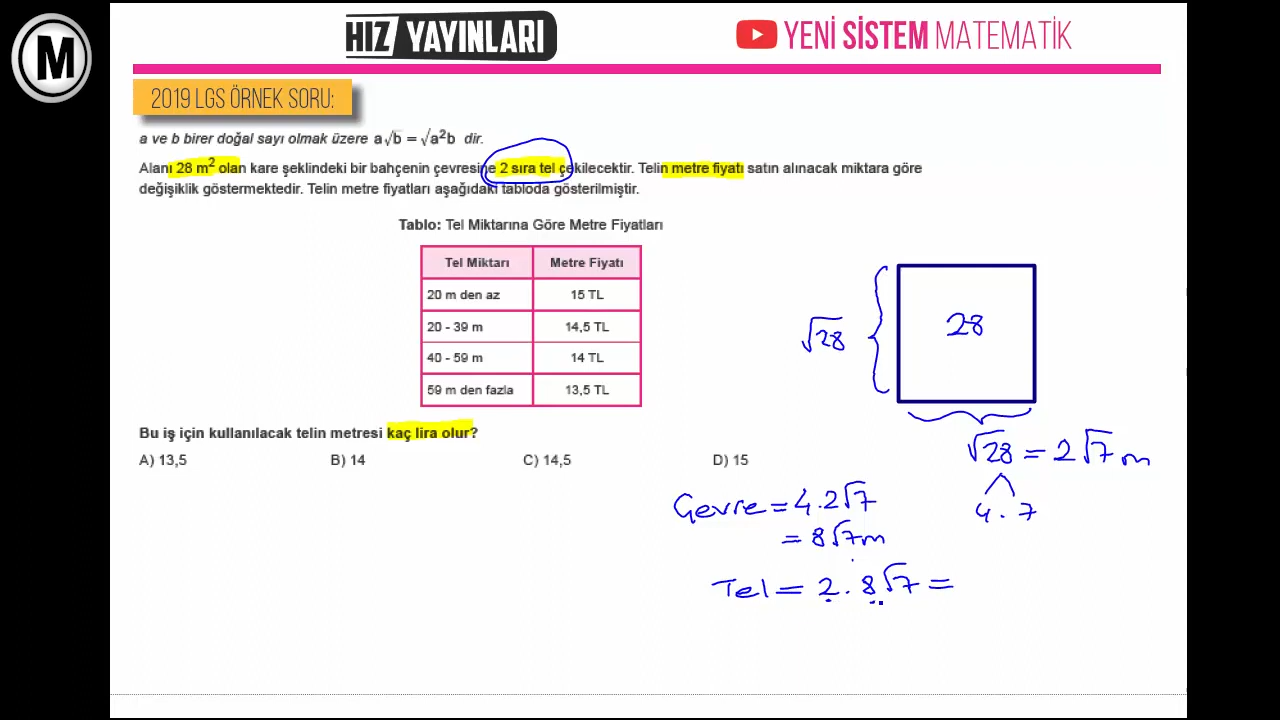 M
HIZ YAYINLARI
YENİ SİSTEM MATEMATİK
2019 LGS ÖRNEK SORU:
a ve b birer doğal sayı olmak üzere a√b = √a²b dir.
Alanı 28 m² olan kare şeklindeki bir bahçenin çevresine 2 sıra tel çekilecektir. Telin metre fiyatı satın alınacak miktara göre
değişiklik göstermektedir. Telin metre fiyatları aşağıdaki tabloda gösterilmiştir.
Tablo: Tel Miktarına Göre Metre Fiyatları
Tel Miktarı Metre Fiyatı
20 m den az 15 TL
20 - 39 m 14,5 TL
40 - 59 m 14 TL
59 m den fazla 13,5 TL
Bu iş için kullanılacak telin metresi kaç lira olur?
A) 13,5 B) 14 C) 14,5 D) 15
28
√28
√28 = 2√7 m
4 . 7
Çevre = 4.2√7
= 8√7 m
Tel = 2 . 8√7 =